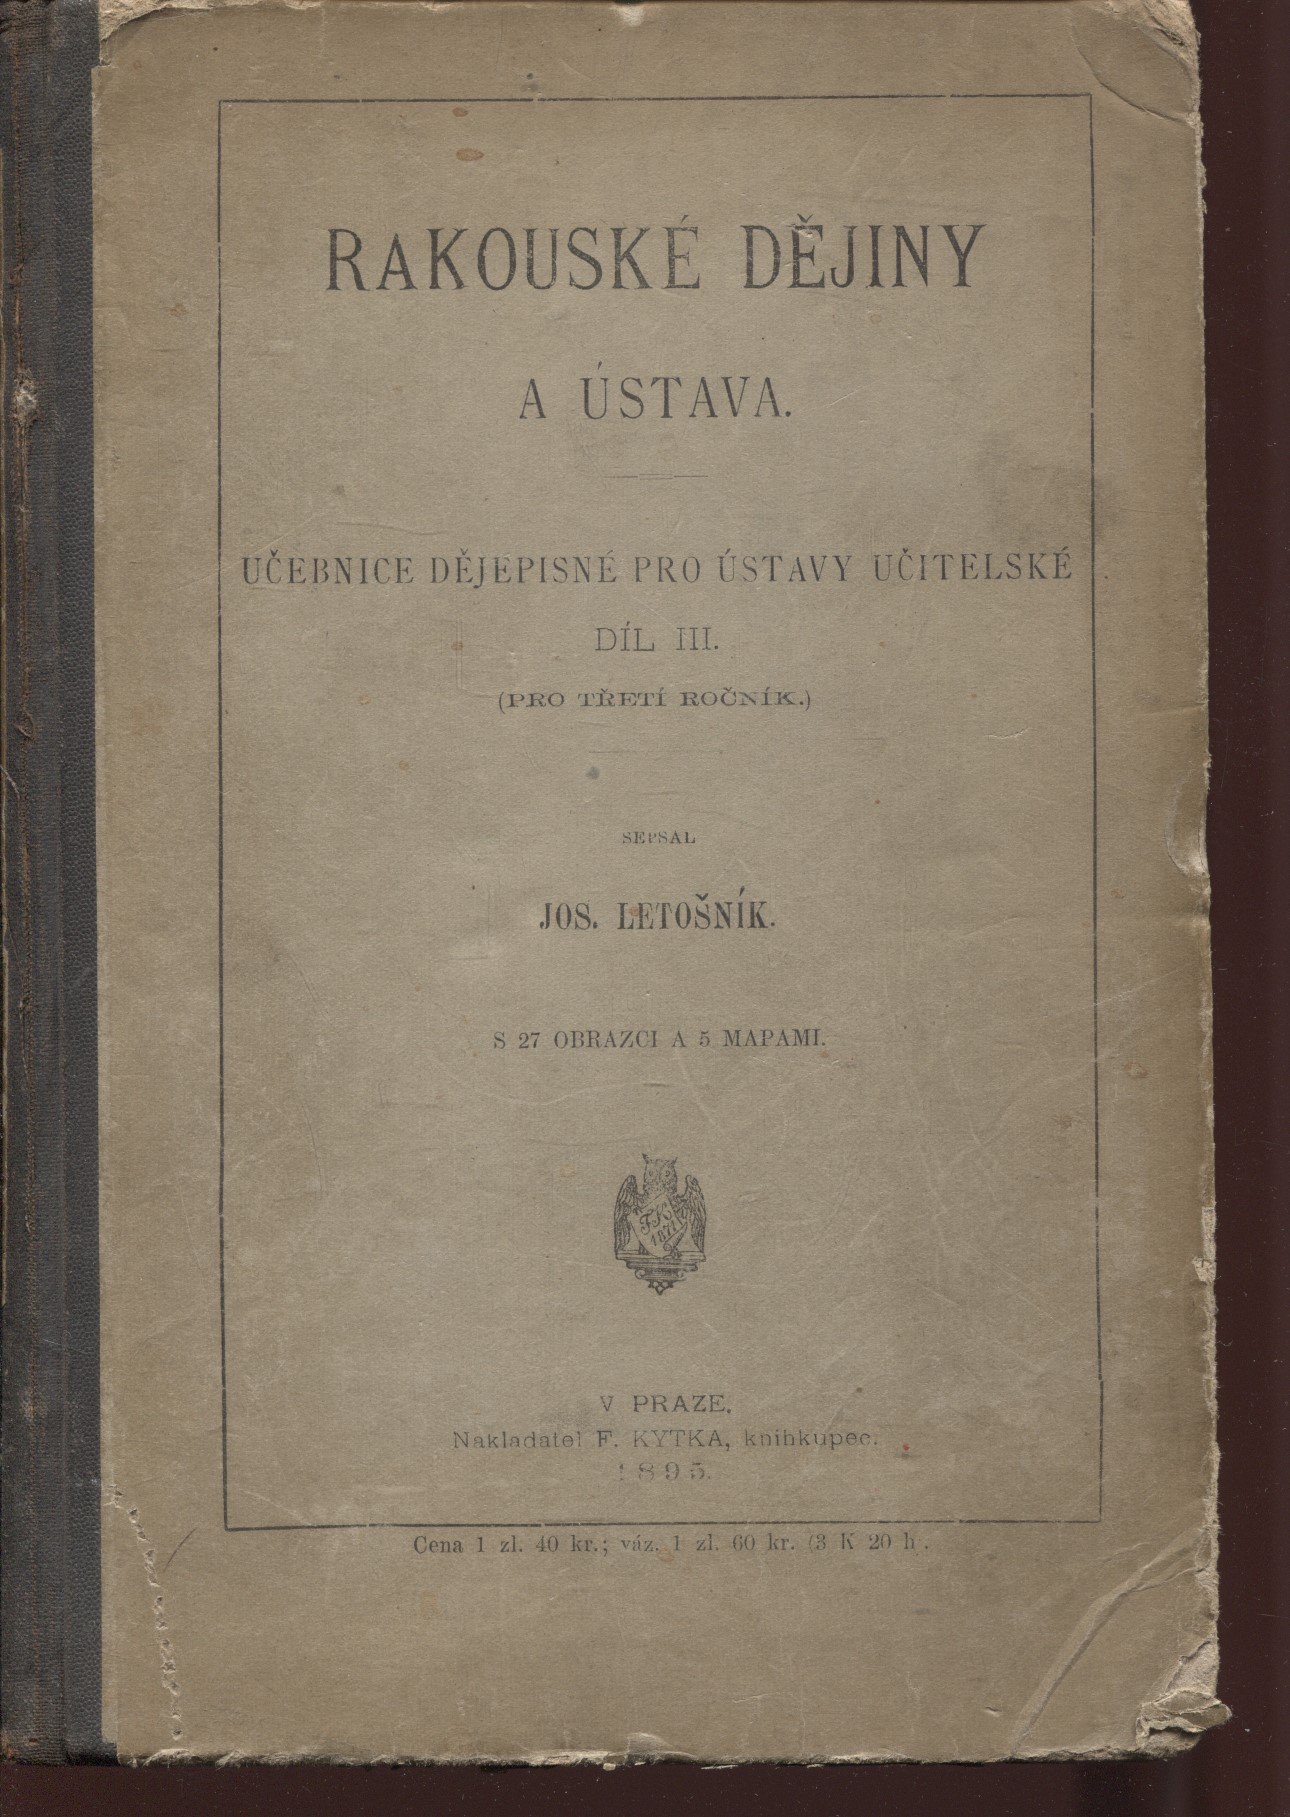 RAKOUSKÉ DĚJINY
A ÚSTAVA.
UČEBNICE DĚJEPISNÉ PRO ÚSTAVY UČITELSKÉ
DÍL III.
(PRO TŘETÍ ROČNÍK.)
SEPSAL
JOS. LETOŠNÍK.
S 27 OBRAZCI A 5 MAPAMI.
F.K.
1871
V PRAZE.
Nakladatel F. KYTKA, knihkupec.
1895.
Cena 1 zl. 40 kr.; váz. 1 zl. 60 kr. (3 K 20 h).